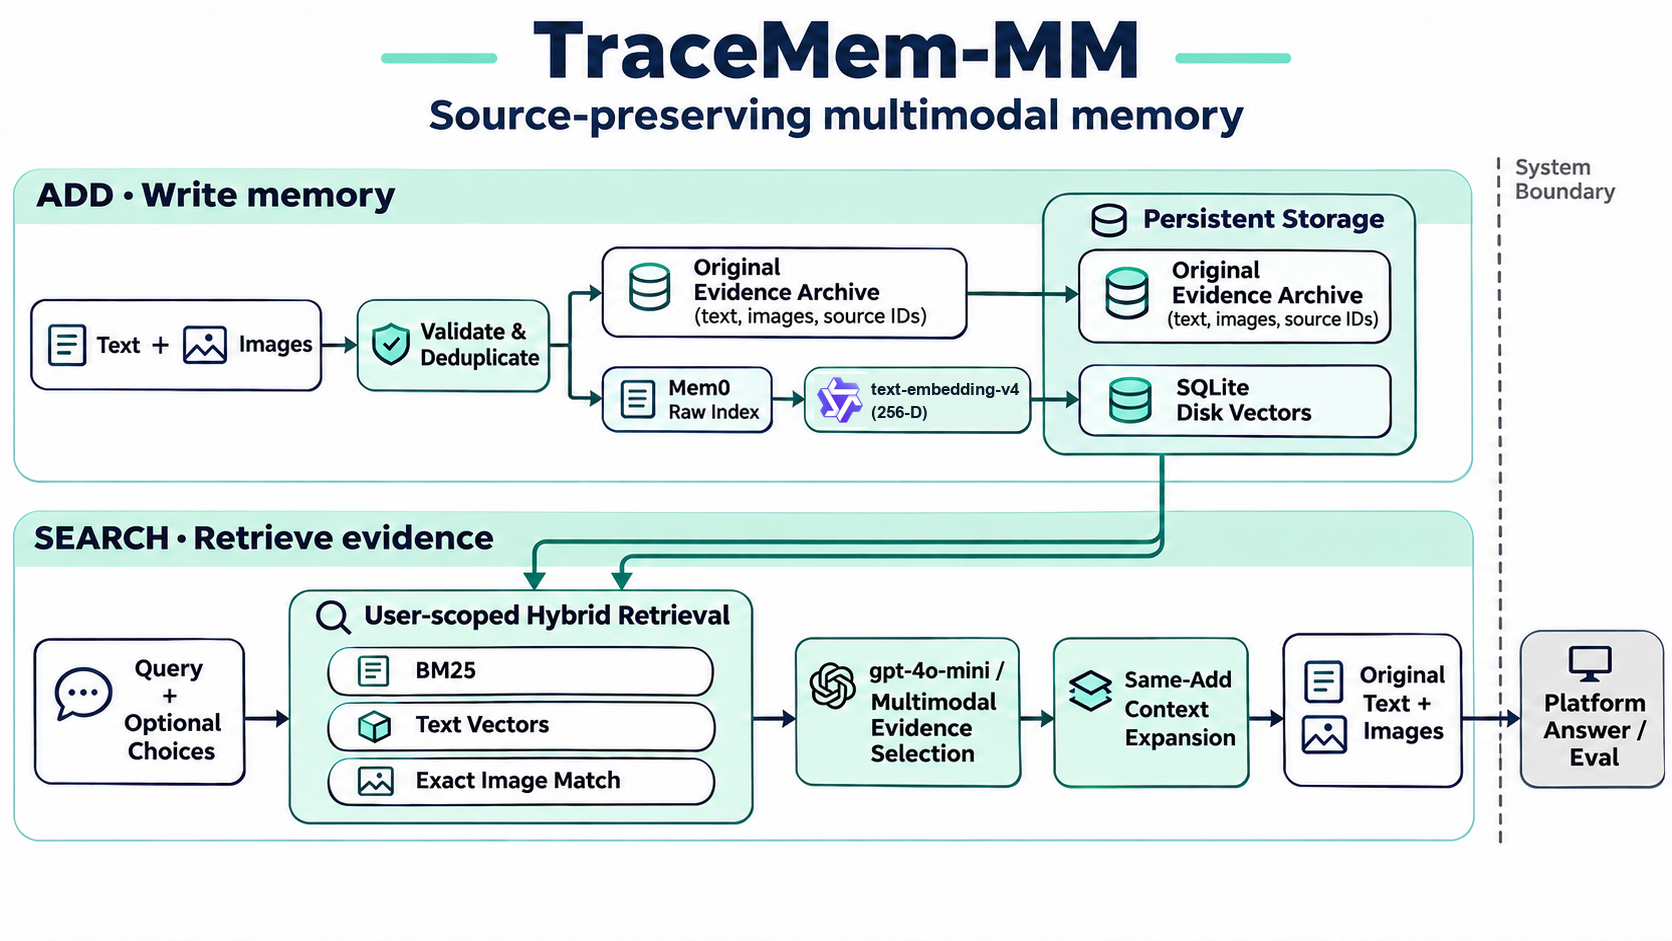 TraceMem-MM
Source-preserving multimodal memory
System
Boundary
ADD · Write memory
Text + Images
Validate &
Deduplicate
Original
Evidence Archive
(text, images, source IDs)
Mem0
Raw Index
text-embedding-v4
(256-D)
Persistent Storage
Original
Evidence Archive
(text, images, source IDs)
SQLite
Disk Vectors
SEARCH · Retrieve evidence
Query
+
Optional
Choices
User-scoped Hybrid Retrieval
BM25
Text Vectors
Exact Image Match
gpt-4o-mini /
Multimodal
Evidence
Selection
Same-Add
Context
Expansion
Original
Text +
Images
Platform
Answer /
Eval